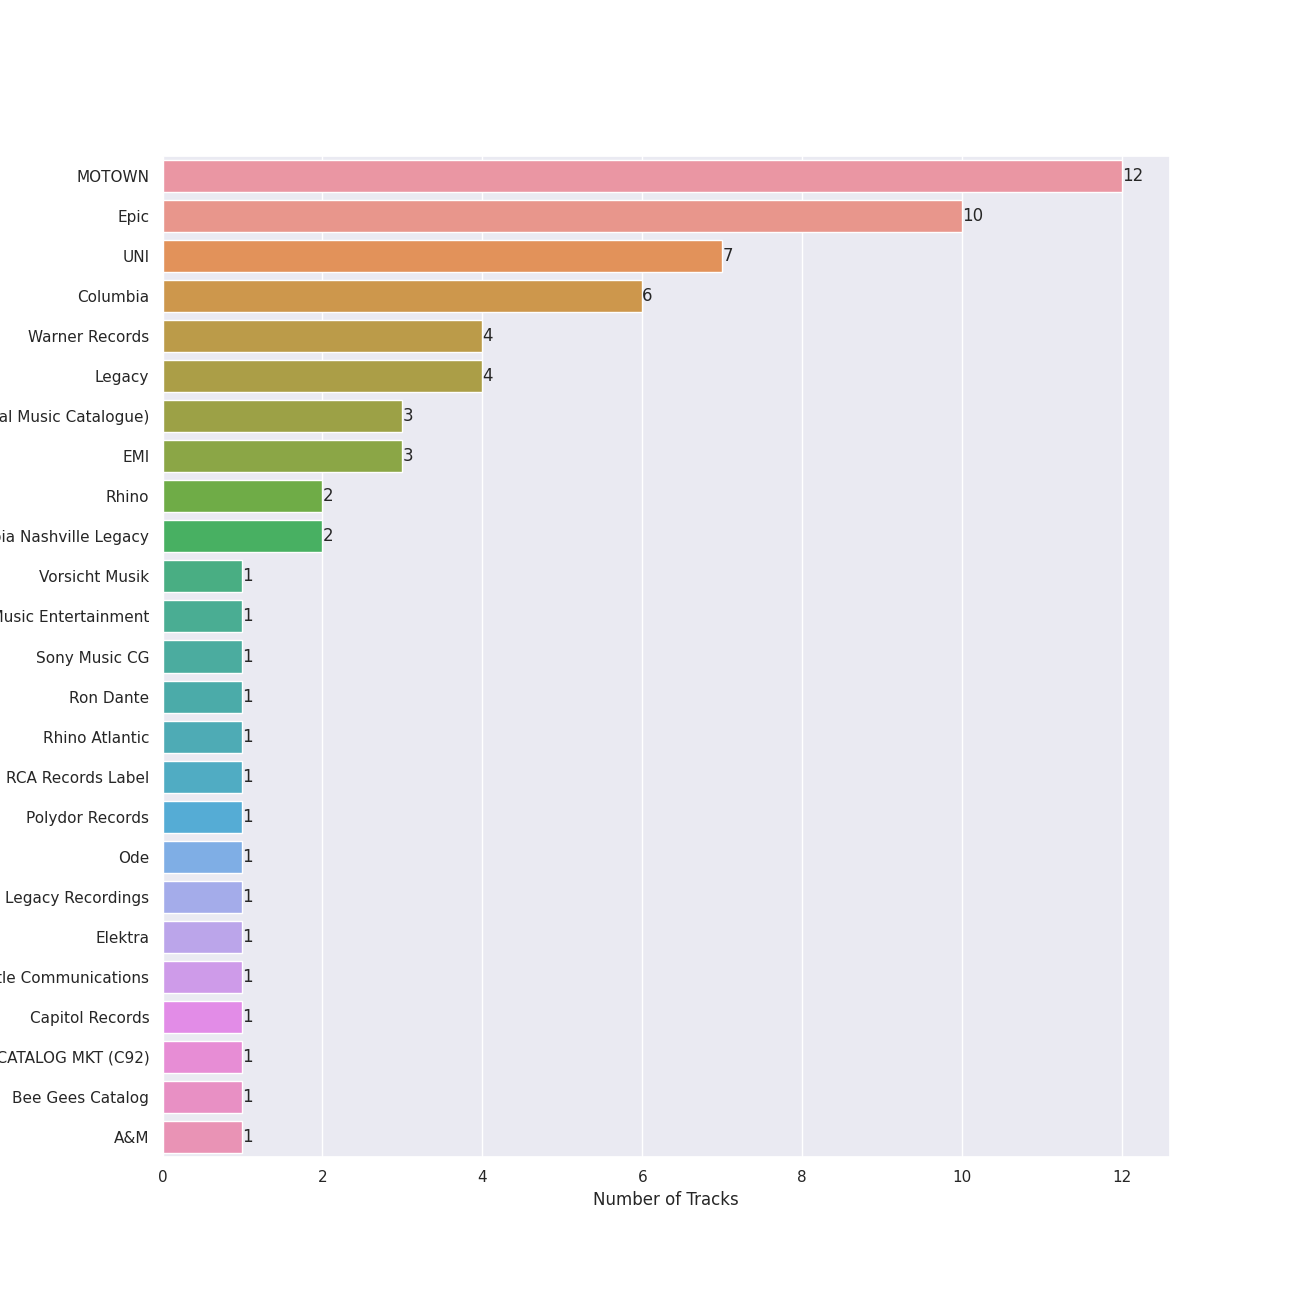 MOTOWN 12
Epic 10
UNI 7
Columbia 6
Warner Records 4
Legacy 4
Music Catalogue) 3
EMI 3
Rhino 2
Nashville Legacy 2
Vorsicht Musik 1
Entertainment 1
Sony Music CG 1
Ron Dante 1
Rhino Atlantic 1
RCA Records Label 1
Polydor Records 1
Ode 1
Legacy Recordings 1
Elektra 1
Communications 1
Capitol Records 1
CATALOG MKT (C92) 1
Bee Gees Catalog 1
A&M 1
0 2 4 6 8 10 12
Number of Tracks